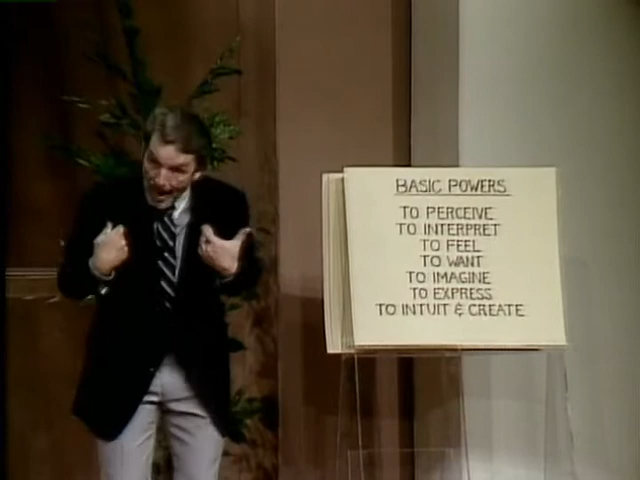 BASIC POWERS
TO PERCEIVE
TO INTERPRET
TO FEEL
TO WANT
TO IMAGINE
TO EXPRESS
TO INTUIT & CREATE